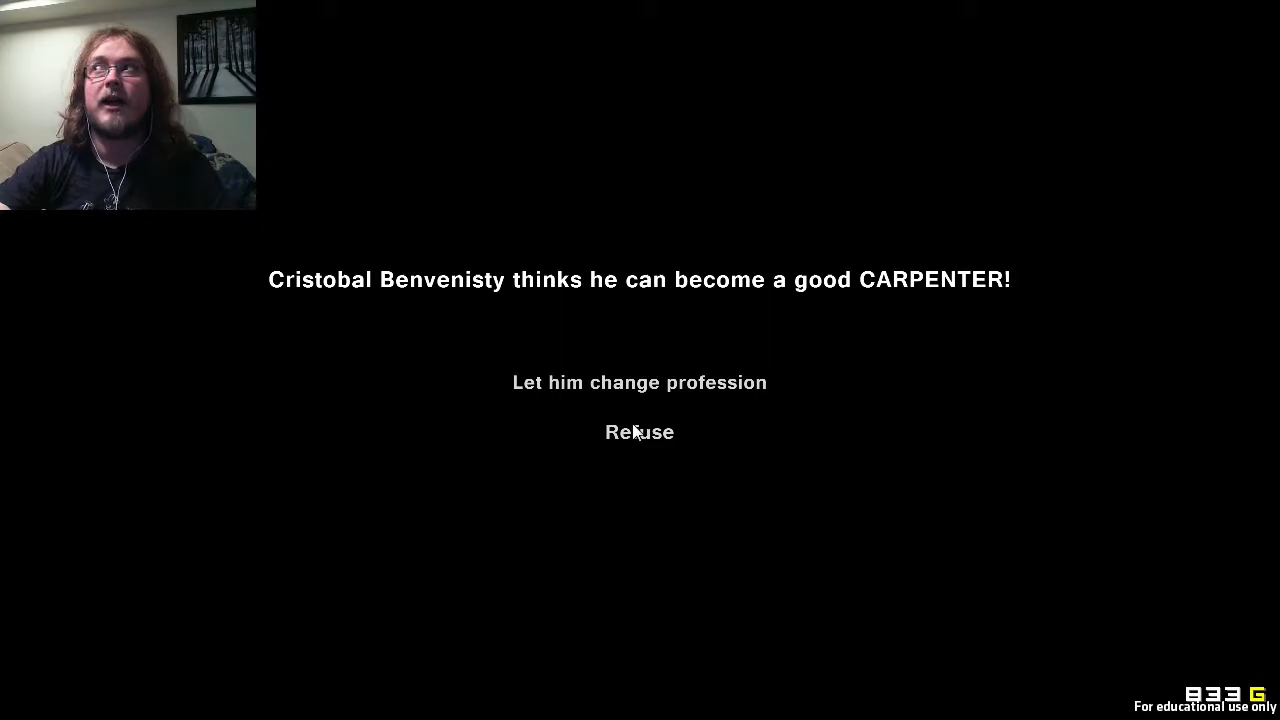 Cristobal Benvenisty thinks he can become a good CARPENTER!
Let him change profession
Refuse
833 G
For educational use only